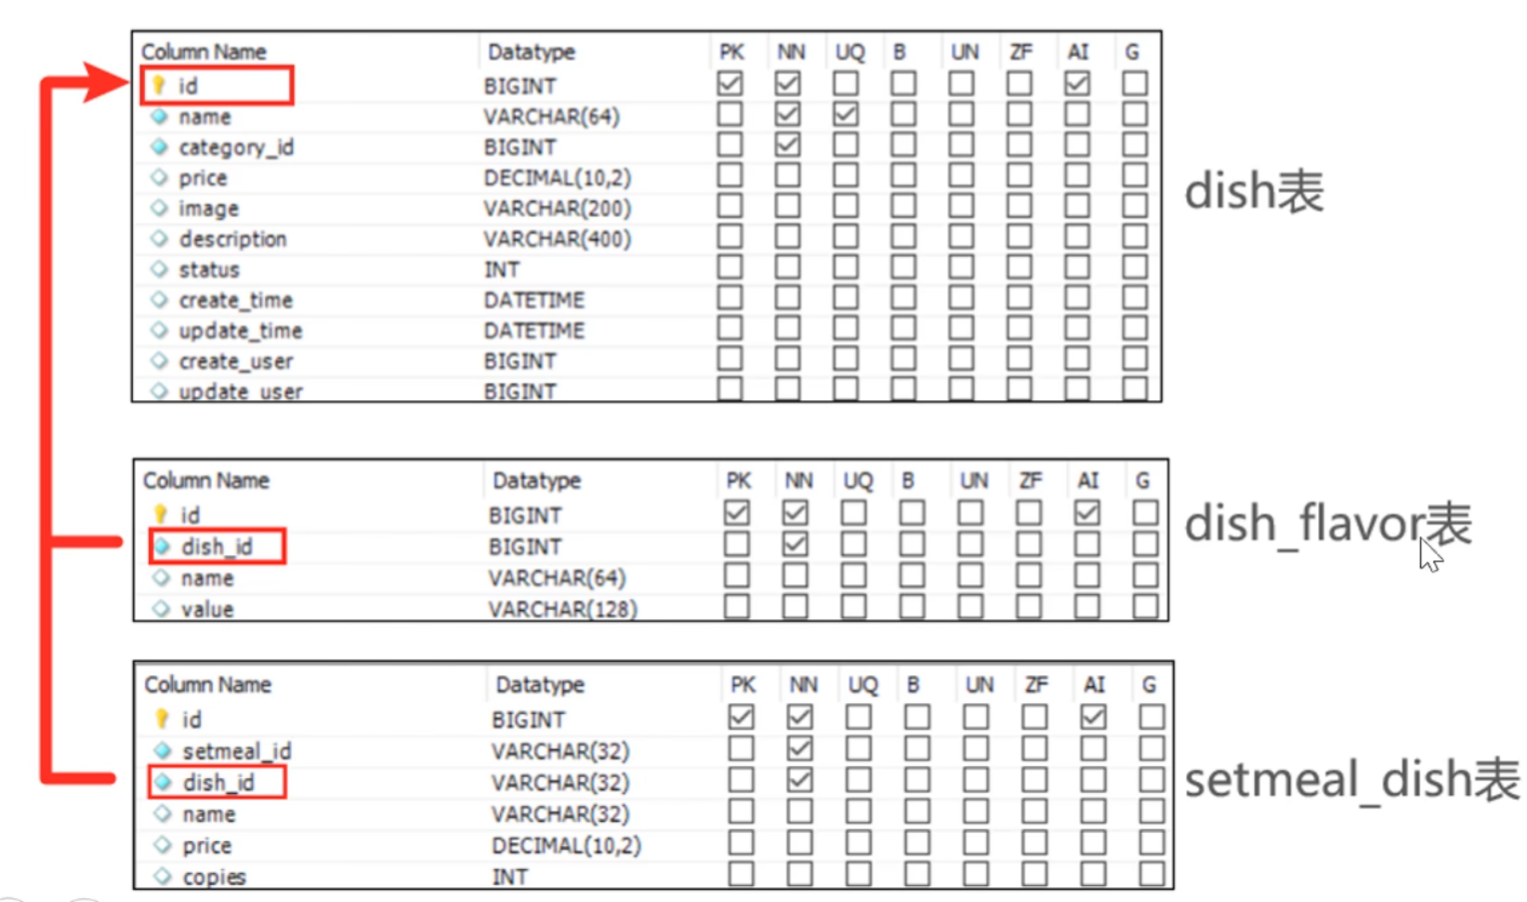 Column Name Datatype PK NN UQ B UN ZF AI G
id BIGINT
name VARCHAR(64)
category_id BIGINT
price DECIMAL(10,2)
image VARCHAR(200)
description VARCHAR(400)
status INT
create_time DATETIME
update_time DATETIME
create_user BIGINT
update_user BIGINT
dish表
Column Name Datatype PK NN UQ B UN ZF AI G
id BIGINT
dish_id BIGINT
name VARCHAR(64)
value VARCHAR(128)
dish_flavor表
Column Name Datatype PK NN UQ B UN ZF AI G
id BIGINT
setmeal_id VARCHAR(32)
dish_id VARCHAR(32)
name VARCHAR(32)
price DECIMAL(10,2)
copies INT
setmeal_dish表